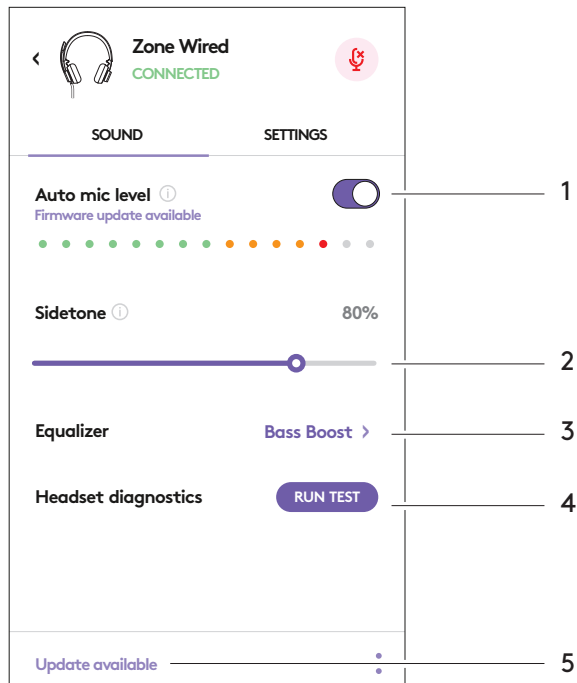 Zone Wired
CONNECTED
SOUND SETTINGS
Auto mic level
1
Firmware update available
Sidetone 80%
2
Equalizer Bass Boost >
3
Headset diagnostics RUN TEST
4
Update available
5